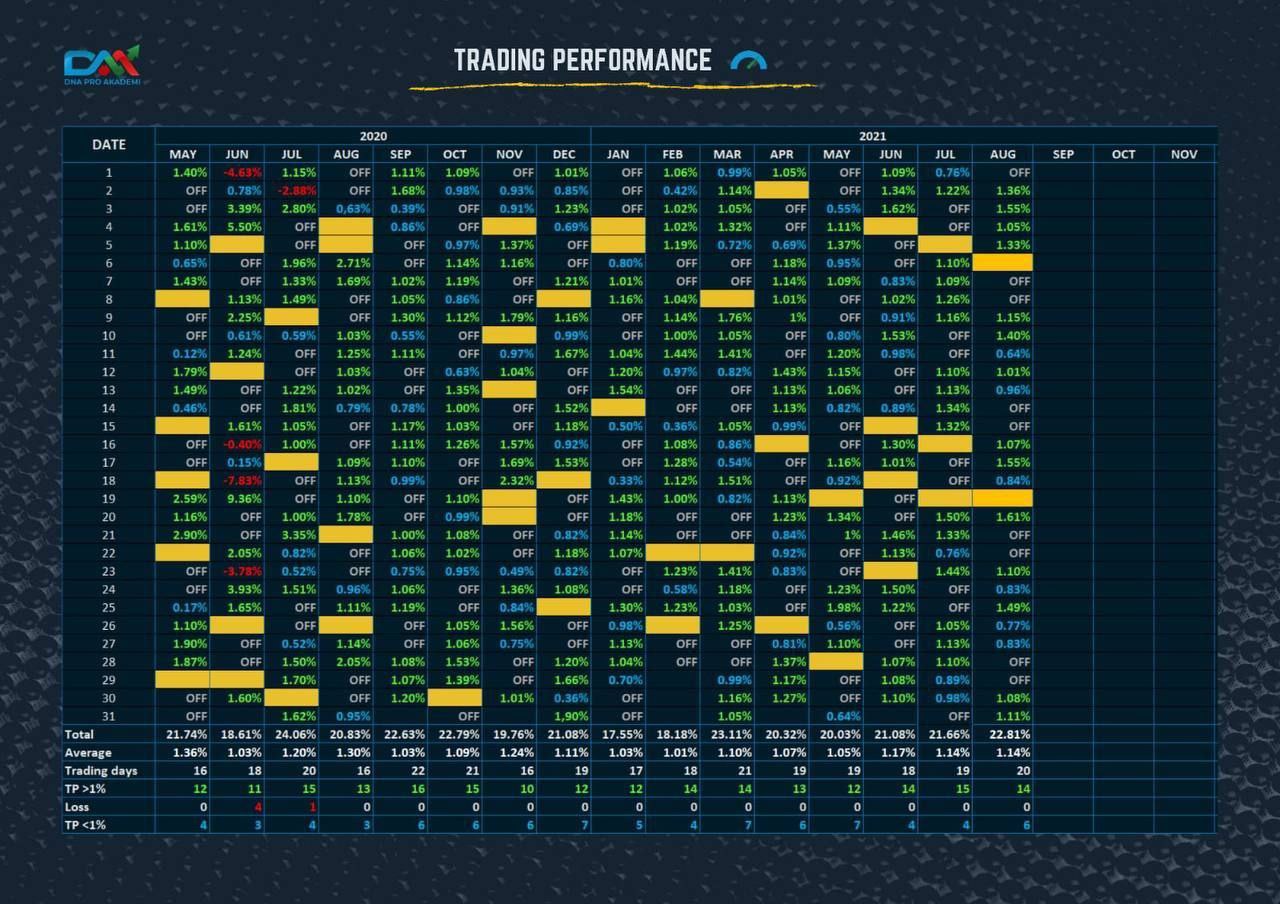 DM
DNA PRO AKADEMI
TRADING PERFORMANCE
DATE 2020 2021
MAY JUN JUL AUG SEP OCT NOV DEC JAN FEB MAR APR MAY JUN JUL AUG SEP OCT NOV
1 1.40% -4.63% 1.15% OFF 1.11% 1.09% OFF 1.01% OFF 1.06% 0.99% 1.05% OFF 1.09% 0.76% OFF
2 OFF 0.78% -2.88% OFF 1.68% 0.98% 0.93% 0.85% OFF 0.42% 1.14% OFF 1.34% 1.22% 1.36%
3 OFF 3.39% 2.80% 0,63% 0.39% OFF 0.91% 1.23% OFF 1.02% 1.05% OFF 0.55% 1.62% OFF 1.55%
4 1.61% 5.50% OFF 0.86% OFF 0.69% 1.02% 1.32% OFF 1.11% OFF 1.05%
5 1.10% OFF OFF 0.97% 1.37% OFF 1.19% 0.72% 0.69% 1.37% OFF 1.33%
6 0.65% OFF 1.96% 2.71% OFF 1.14% 1.16% OFF 0.80% OFF OFF 1.18% 0.95% OFF 1.10%
7 1.43% OFF 1.33% 1.69% 1.02% 1.19% OFF 1.21% 1.01% OFF OFF 1.14% 1.09% 0.83% 1.09% OFF
8 1.13% 1.49% OFF 1.05% 0.86% OFF 1.16% 1.04% 1.01% OFF 1.02% 1.26% OFF
9 OFF 2.25% OFF 1.30% 1.12% 1.79% 1.16% OFF 1.14% 1.76% 1% OFF 0.91% 1.16% 1.15%
10 OFF 0.61% 0.59% 1.03% 0.55% OFF 0.99% OFF 1.00% 1.05% OFF 0.80% 1.53% OFF 1.40%
11 0.12% 1.24% OFF 1.25% 1.11% OFF 0.97% 1.67% 1.04% 1.44% 1.41% OFF 1.20% 0.98% OFF 0.64%
12 1.79% OFF 1.03% OFF 0.63% 1.04% OFF 1.20% 0.97% 0.82% 1.43% 1.15% OFF 1.10% 1.01%
13 1.49% OFF 1.22% 1.02% OFF 1.35% OFF 1.54% OFF OFF 1.13% 1.06% OFF 1.13% 0.96%
14 0.46% OFF 1.81% 0.79% 0.78% 1.00% OFF 1.52% OFF OFF 1.13% 0.82% 0.89% 1.34% OFF
15 1.61% 1.05% OFF 1.17% 1.03% OFF 1.18% 0.50% 0.36% 1.05% 0.99% OFF 1.32% OFF
16 OFF -0.40% 1.00% OFF 1.11% 1.26% 1.57% 0.92% OFF 1.08% 0.86% OFF 1.30% 1.07%
17 OFF 0.15% 1.09% 1.10% OFF 1.69% 1.53% OFF 1.28% 0.54% OFF 1.16% 1.01% OFF 1.55%
18 -7.83% OFF 1.13% 0.99% OFF 2.32% 0.33% 1.12% 1.51% OFF 0.92% OFF 0.84%
19 2.59% 9.36% OFF 1.10% OFF 1.10% OFF 1.43% 1.00% 0.82% 1.13% OFF
20 1.16% OFF 1.00% 1.78% OFF 0.99% OFF 1.18% OFF OFF 1.23% 1.34% OFF 1.50% 1.61%
21 2.90% OFF 3.35% 1.00% 1.08% OFF 0.82% 1.14% OFF OFF 0.84% 1% 1.46% 1.33% OFF
22 2.05% 0.82% OFF 1.06% 1.02% OFF 1.18% 1.07% 0.92% OFF 1.13% 0.76% OFF
23 OFF -3.78% 0.52% OFF 0.75% 0.95% 0.49% 0.82% OFF 1.23% 1.41% 0.83% OFF 1.44% 1.10%
24 OFF 3.93% 1.51% 0.96% 1.06% OFF 1.36% 1.08% OFF 0.58% 1.18% OFF 1.23% 1.50% OFF 0.83%
25 0.17% 1.65% OFF 1.11% 1.19% OFF 0.84% 1.30% 1.23% 1.03% OFF 1.98% 1.22% OFF 1.49%
26 1.10% OFF OFF 1.05% 1.56% OFF 0.98% 1.25% 0.56% OFF 1.05% 0.77%
27 1.90% OFF 0.52% 1.14% OFF 1.06% 0.75% OFF 1.13% OFF OFF 0.81% 1.10% OFF 1.13% 0.83%
28 1.87% OFF 1.50% 2.05% 1.08% 1.53% OFF 1.20% 1.04% OFF OFF 1.37% 1.07% 1.10% OFF
29 1.70% OFF 1.07% 1.39% OFF 1.66% 0.70% 0.99% 1.17% OFF 1.08% 0.89% OFF
30 OFF 1.60% OFF 1.20% 1.01% 0.36% OFF 1.16% 1.27% OFF 1.10% 0.98% 1.08%
31 OFF 1.62% 0.95% OFF 1,90% OFF 1.05% 0.64% OFF 1.11%
Total 21.74% 18.61% 24.06% 20.83% 22.63% 22.79% 19.76% 21.08% 17.55% 18.18% 23.11% 20.32% 20.03% 21.08% 21.66% 22.81%
Average 1.36% 1.03% 1.20% 1.30% 1.03% 1.09% 1.24% 1.11% 1.03% 1.01% 1.10% 1.07% 1.05% 1.17% 1.14% 1.14%
Trading days 16 18 20 16 22 21 16 19 17 18 21 19 19 18 19 20
TP >1% 12 11 15 13 16 15 10 12 12 14 14 13 12 14 15 14
Loss 0 4 1 0 0 0 0 0 0 0 0 0 0 0 0 0
TP <1% 4 3 4 3 6 6 6 7 5 4 7 6 7 4 4 6